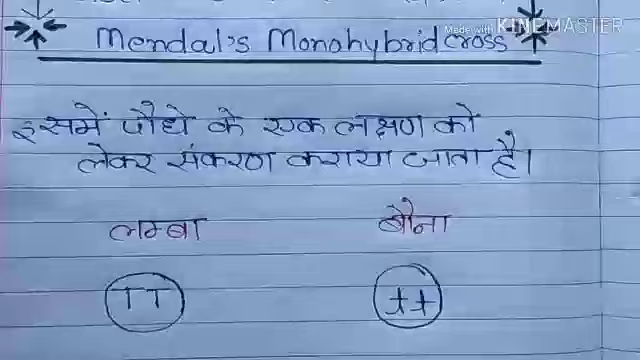 Made with KINEMASTER
Mendal's Monohybrid cross
इसमें पौधे के एक लक्षण को
लेकर संकरण कराया जाता है।
लम्बा बौना
TT tt